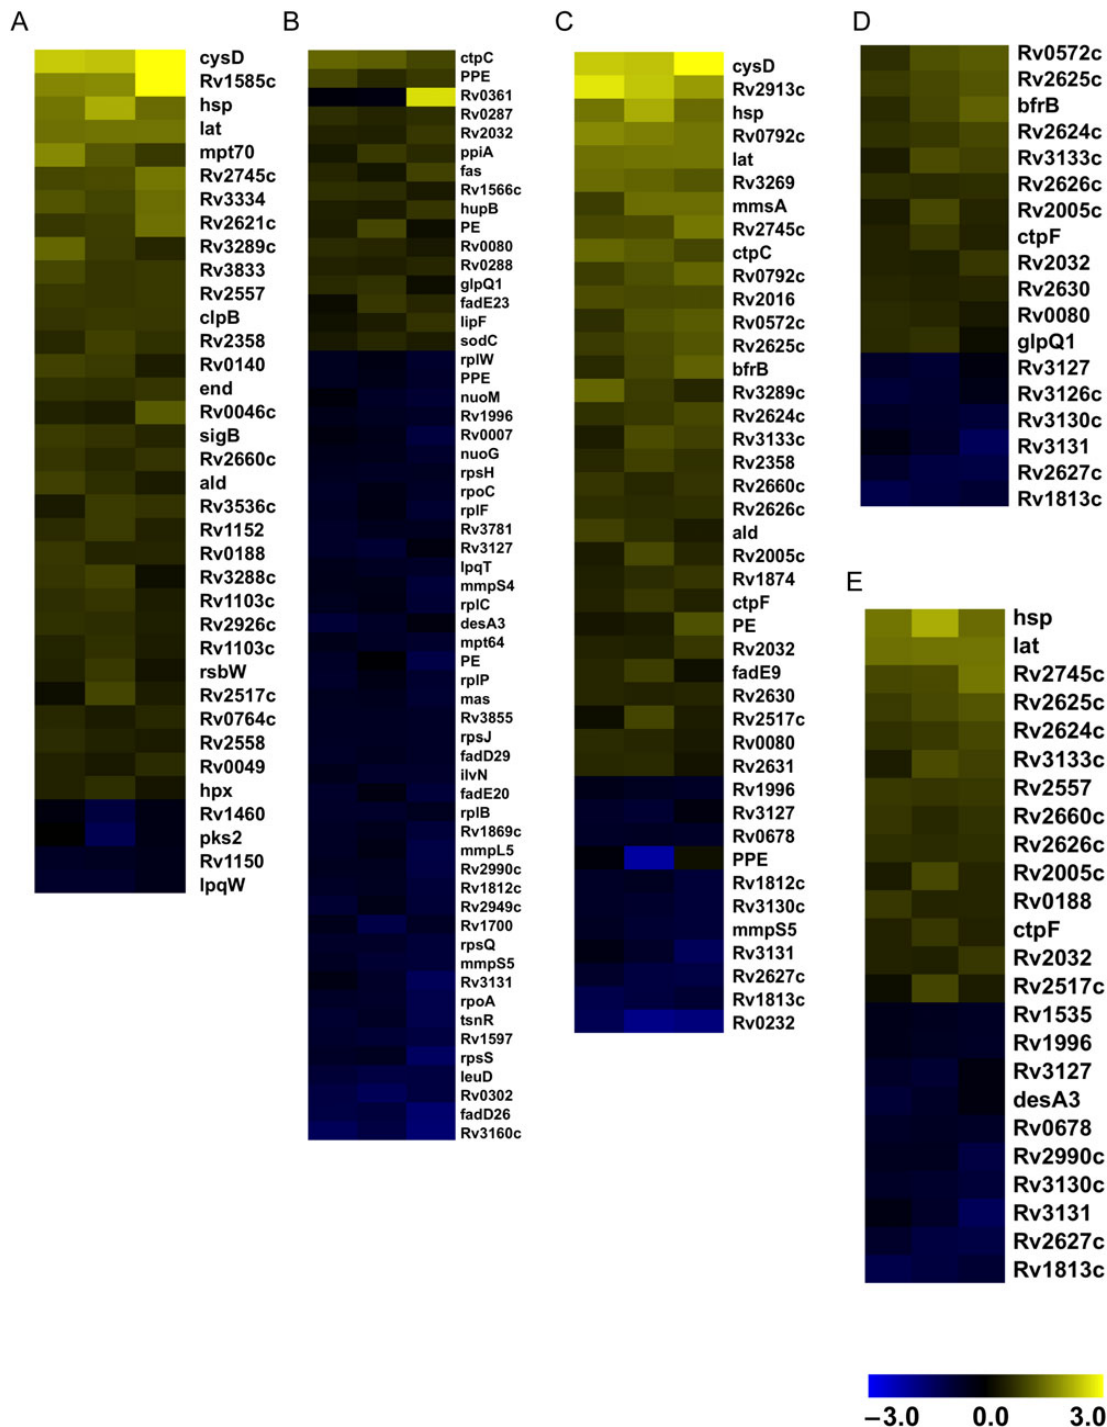 A
cysD
Rv1585c
hsp
lat
mpt70
Rv2745c
Rv3334
Rv2621c
Rv3289c
Rv3833
Rv2557
clpB
Rv2358
Rv0140
end
Rv0046c
sigB
Rv2660c
ald
Rv3536c
Rv1152
Rv0188
Rv3288c
Rv1103c
Rv2926c
Rv1103c
rsbW
Rv2517c
Rv0764c
Rv2558
Rv0049
hpx
Rv1460
pks2
Rv1150
lpqW
B
ctpC
PPE
Rv0361
Rv0287
Rv2032
ppiA
fas
Rv1566c
hupB
PE
Rv0080
Rv0288
glpQ1
fadE23
lipF
sodC
rplW
PPE
nuoM
Rv1996
Rv0007
nuoG
rpsH
rpoC
rplF
Rv3781
Rv3127
lpqT
mmpS4
rplC
desA3
mpt64
PE
rplP
mas
Rv3855
rpsJ
fadD29
ilvN
fadE20
rplB
Rv1869c
mmpL5
Rv2990c
Rv1812c
Rv2949c
Rv1700
rpsQ
mmpS5
Rv3131
rpoA
tsnR
Rv1597
rpsS
leuD
Rv0302
fadD26
Rv3160c
C
cysD
Rv2913c
hsp
Rv0792c
lat
Rv3269
mmsA
Rv2745c
ctpC
Rv0792c
Rv2016
Rv0572c
Rv2625c
bfrB
Rv3289c
Rv2624c
Rv3133c
Rv2358
Rv2660c
Rv2626c
ald
Rv2005c
Rv1874
ctpF
PE
Rv2032
fadE9
Rv2630
Rv2517c
Rv0080
Rv2631
Rv1996
Rv3127
Rv0678
PPE
Rv1812c
Rv3130c
mmpS5
Rv3131
Rv2627c
Rv1813c
Rv0232
D
Rv0572c
Rv2625c
bfrB
Rv2624c
Rv3133c
Rv2626c
Rv2005c
ctpF
Rv2032
Rv2630
Rv0080
glpQ1
Rv3127
Rv3126c
Rv3130c
Rv3131
Rv2627c
Rv1813c
E
hsp
lat
Rv2745c
Rv2625c
Rv2624c
Rv3133c
Rv2557
Rv2660c
Rv2626c
Rv2005c
Rv0188
ctpF
Rv2032
Rv2517c
Rv1535
Rv1996
Rv3127
desA3
Rv0678
Rv2990c
Rv3130c
Rv3131
Rv2627c
Rv1813c
−3.0 0.0 3.0